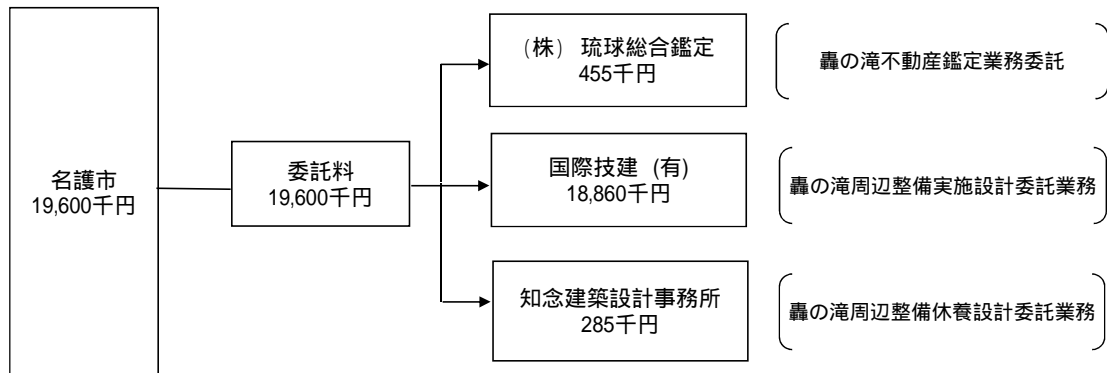 名護市
19,600千円
委託料
19,600千円
(株) 琉球総合鑑定
455千円
轟の滝不動産鑑定業務委託
国際技建 (有)
18,860千円
轟の滝周辺整備実施設計委託業務
知念建築設計事務所
285千円
轟の滝周辺整備休養設計委託業務